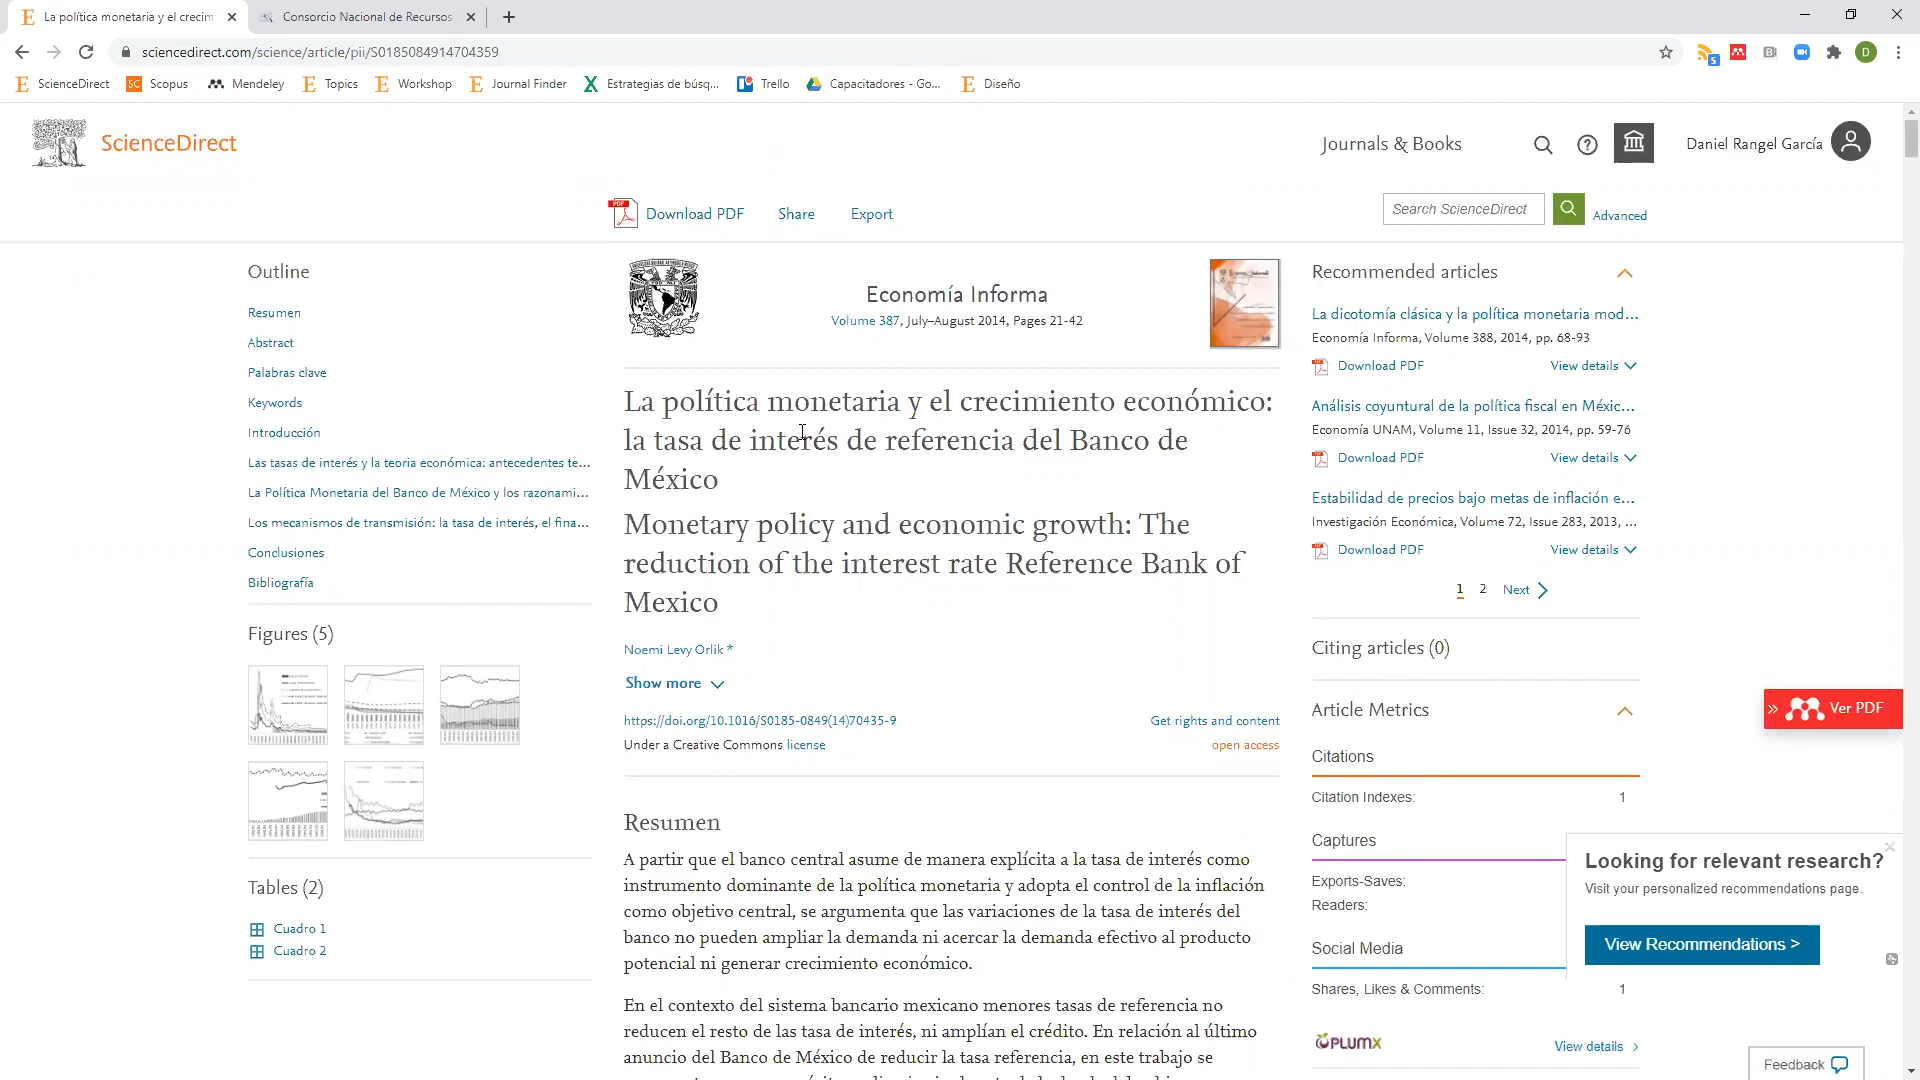 La política monetaria y el crecim
Consorcio Nacional de Recursos
sciencedirect.com/science/article/pii/S0185084914704359
5
D
ScienceDirect
SC Scopus
Mendeley
Topics
Workshop
Journal Finder
Estrategias de búsq...
Trello
Capacitadores - Go...
Diseño
ScienceDirect
Journals & Books
Daniel Rangel García
PDF Download PDF
Share
Export
Search ScienceDirect
Advanced
Outline
Resumen
Abstract
Palabras clave
Keywords
Introducción
Las tasas de interés y la teoria económica: antecedentes te...
La Política Monetaria del Banco de México y los razonami...
Los mecanismos de transmisión: la tasa de interés, el fina...
Conclusiones
Bibliografía
Figures (5)
Tables (2)
Cuadro 1
Cuadro 2
Economía Informa
Volume 387, July–August 2014, Pages 21-42
La política monetaria y el crecimiento económico:
la tasa de interés de referencia del Banco de
México
Monetary policy and economic growth: The
reduction of the interest rate Reference Bank of
Mexico
Noemi Levy Orlik *
Show more
https://doi.org/10.1016/S0185-0849(14)70435-9
Get rights and content
Under a Creative Commons license
open access
Resumen
A partir que el banco central asume de manera explícita a la tasa de interés como
instrumento dominante de la política monetaria y adopta el control de la inflación
como objetivo central, se argumenta que las variaciones de la tasa de interés del
banco no pueden ampliar la demanda ni acercar la demanda efectivo al producto
potencial ni generar crecimiento económico.
En el contexto del sistema bancario mexicano menores tasas de referencia no
reducen el resto de las tasa de interés, ni amplían el crédito. En relación al último
anuncio del Banco de México de reducir la tasa referencia, en este trabajo se
Recommended articles
La dicotomía clásica y la política monetaria mod...
Economía Informa, Volume 388, 2014, pp. 68-93
Download PDF
View details
Análisis coyuntural de la política fiscal en Méxic...
Economía UNAM, Volume 11, Issue 32, 2014, pp. 59-76
Download PDF
View details
Estabilidad de precios bajo metas de inflación e...
Investigación Económica, Volume 72, Issue 283, 2013, ...
Download PDF
View details
1 2 Next
Citing articles (0)
Article Metrics
Citations
Citation Indexes: 1
Captures
Exports-Saves:
Readers:
Social Media
Shares, Likes & Comments: 1
PLUMX
View details
Ver PDF
Looking for relevant research?
Visit your personalized recommendations page.
View Recommendations >
Feedback